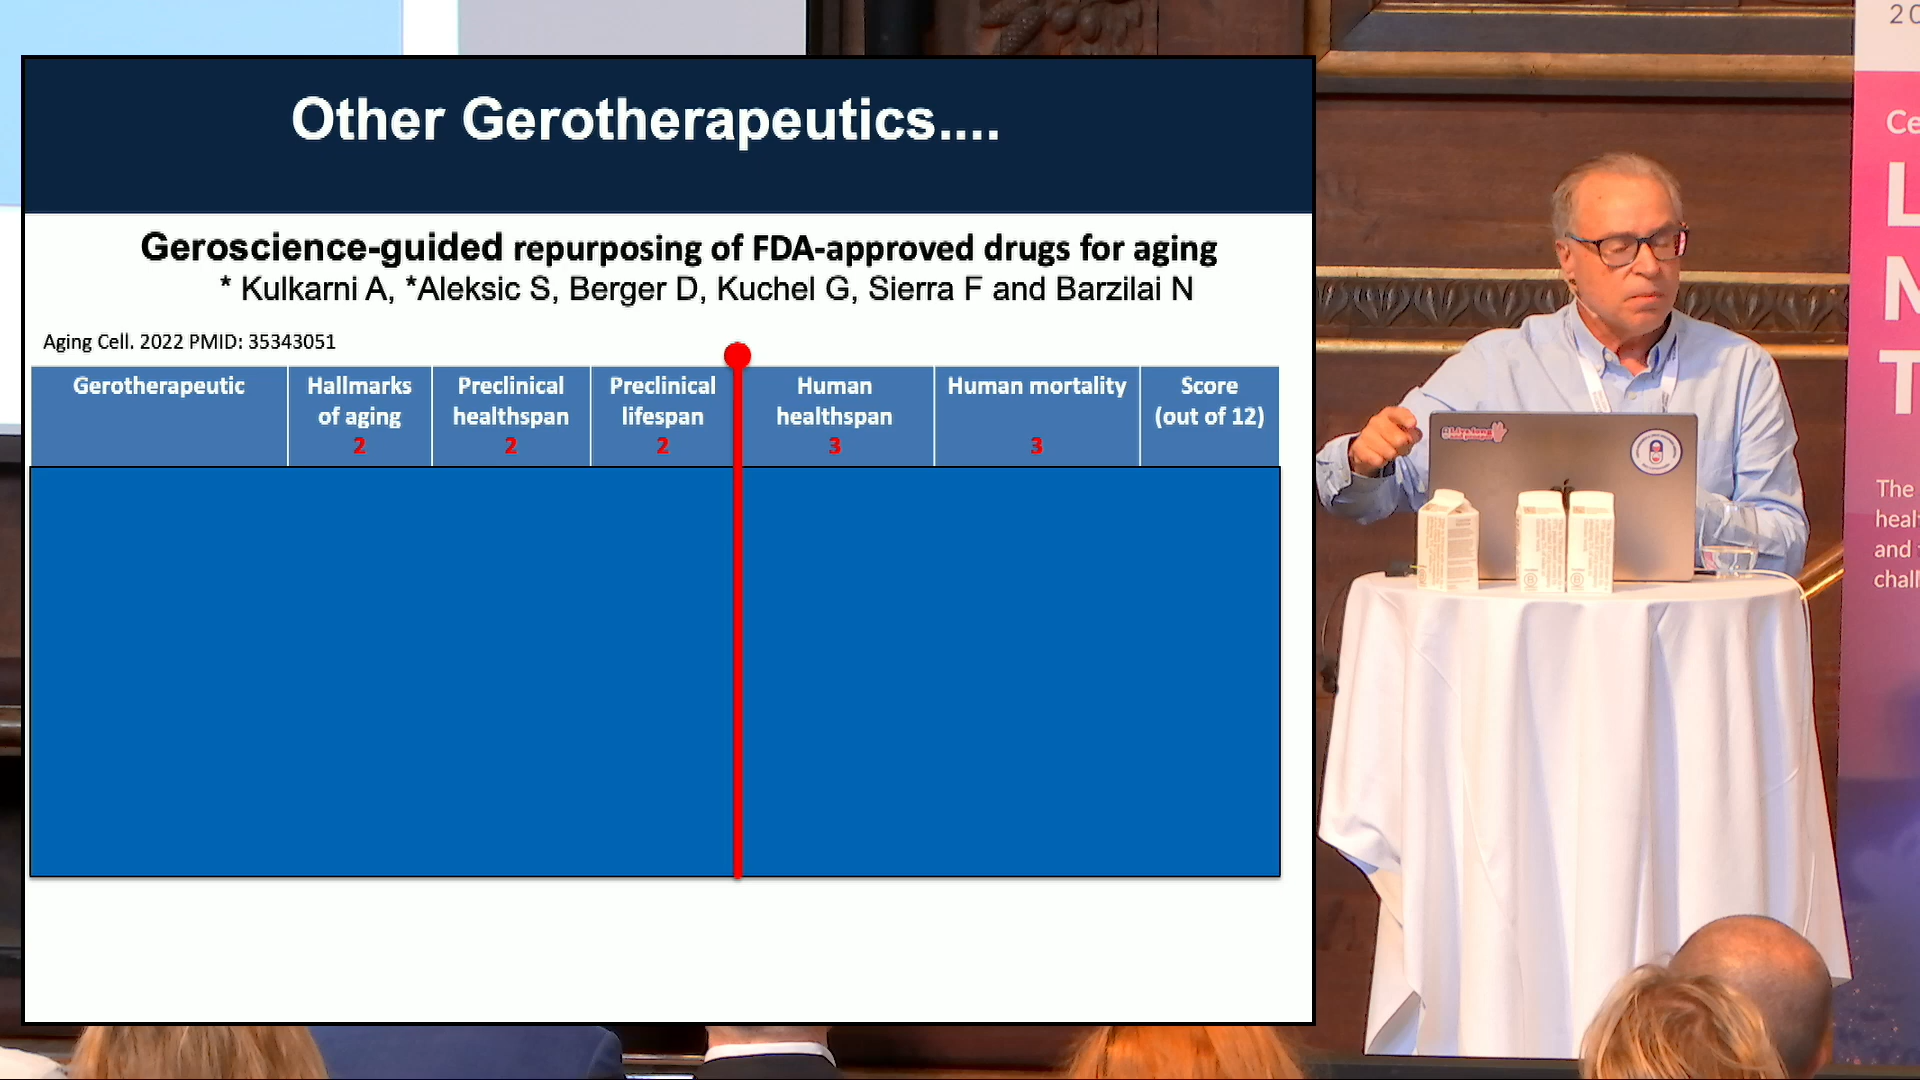 Other Gerotherapeutics....
Geroscience-guided repurposing of FDA-approved drugs for aging
* Kulkarni A, *Aleksic S, Berger D, Kuchel G, Sierra F and Barzilai N
Aging Cell. 2022 PMID: 35343051
Gerotherapeutic
Hallmarks
of aging
2
Preclinical
healthspan
2
Preclinical
lifespan
2
Human
healthspan
3
Human mortality
3
Score
(out of 12)
20
Ce
L
M
T
The
heal
and
chall